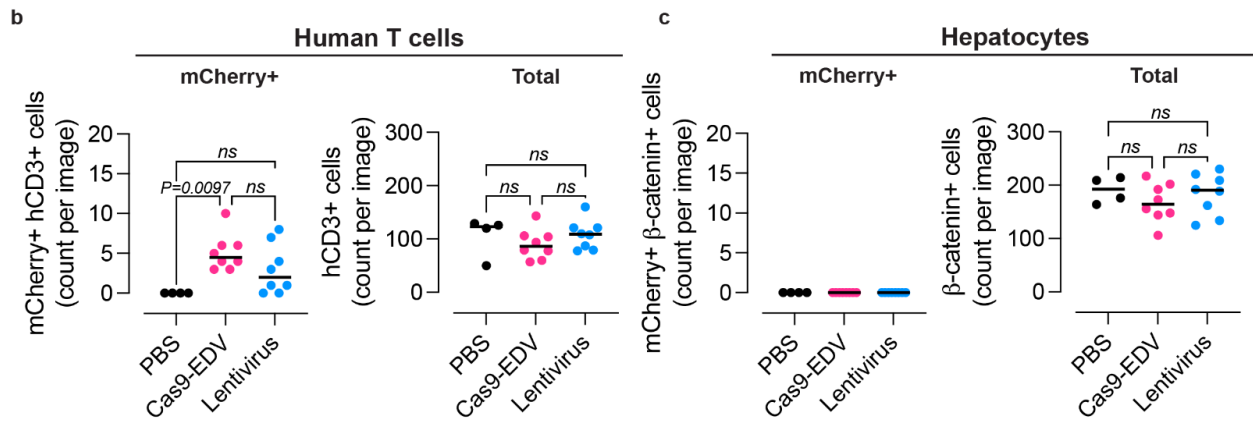 b
Human T cells
mCherry+
mCherry+ hCD3+ cells
(count per image)
20
15
10
5
0
ns
P=0.0097
ns
PBS
Cas9-EDV
Lentivirus
Total
hCD3+ cells
(count per image)
300
200
100
0
ns
ns
ns
PBS
Cas9-EDV
Lentivirus
c
Hepatocytes
mCherry+
mCherry+ β-catenin+ cells
(count per image)
20
15
10
5
0
PBS
Cas9-EDV
Lentivirus
Total
β-catenin+ cells
(count per image)
300
200
100
0
ns
ns
ns
PBS
Cas9-EDV
Lentivirus